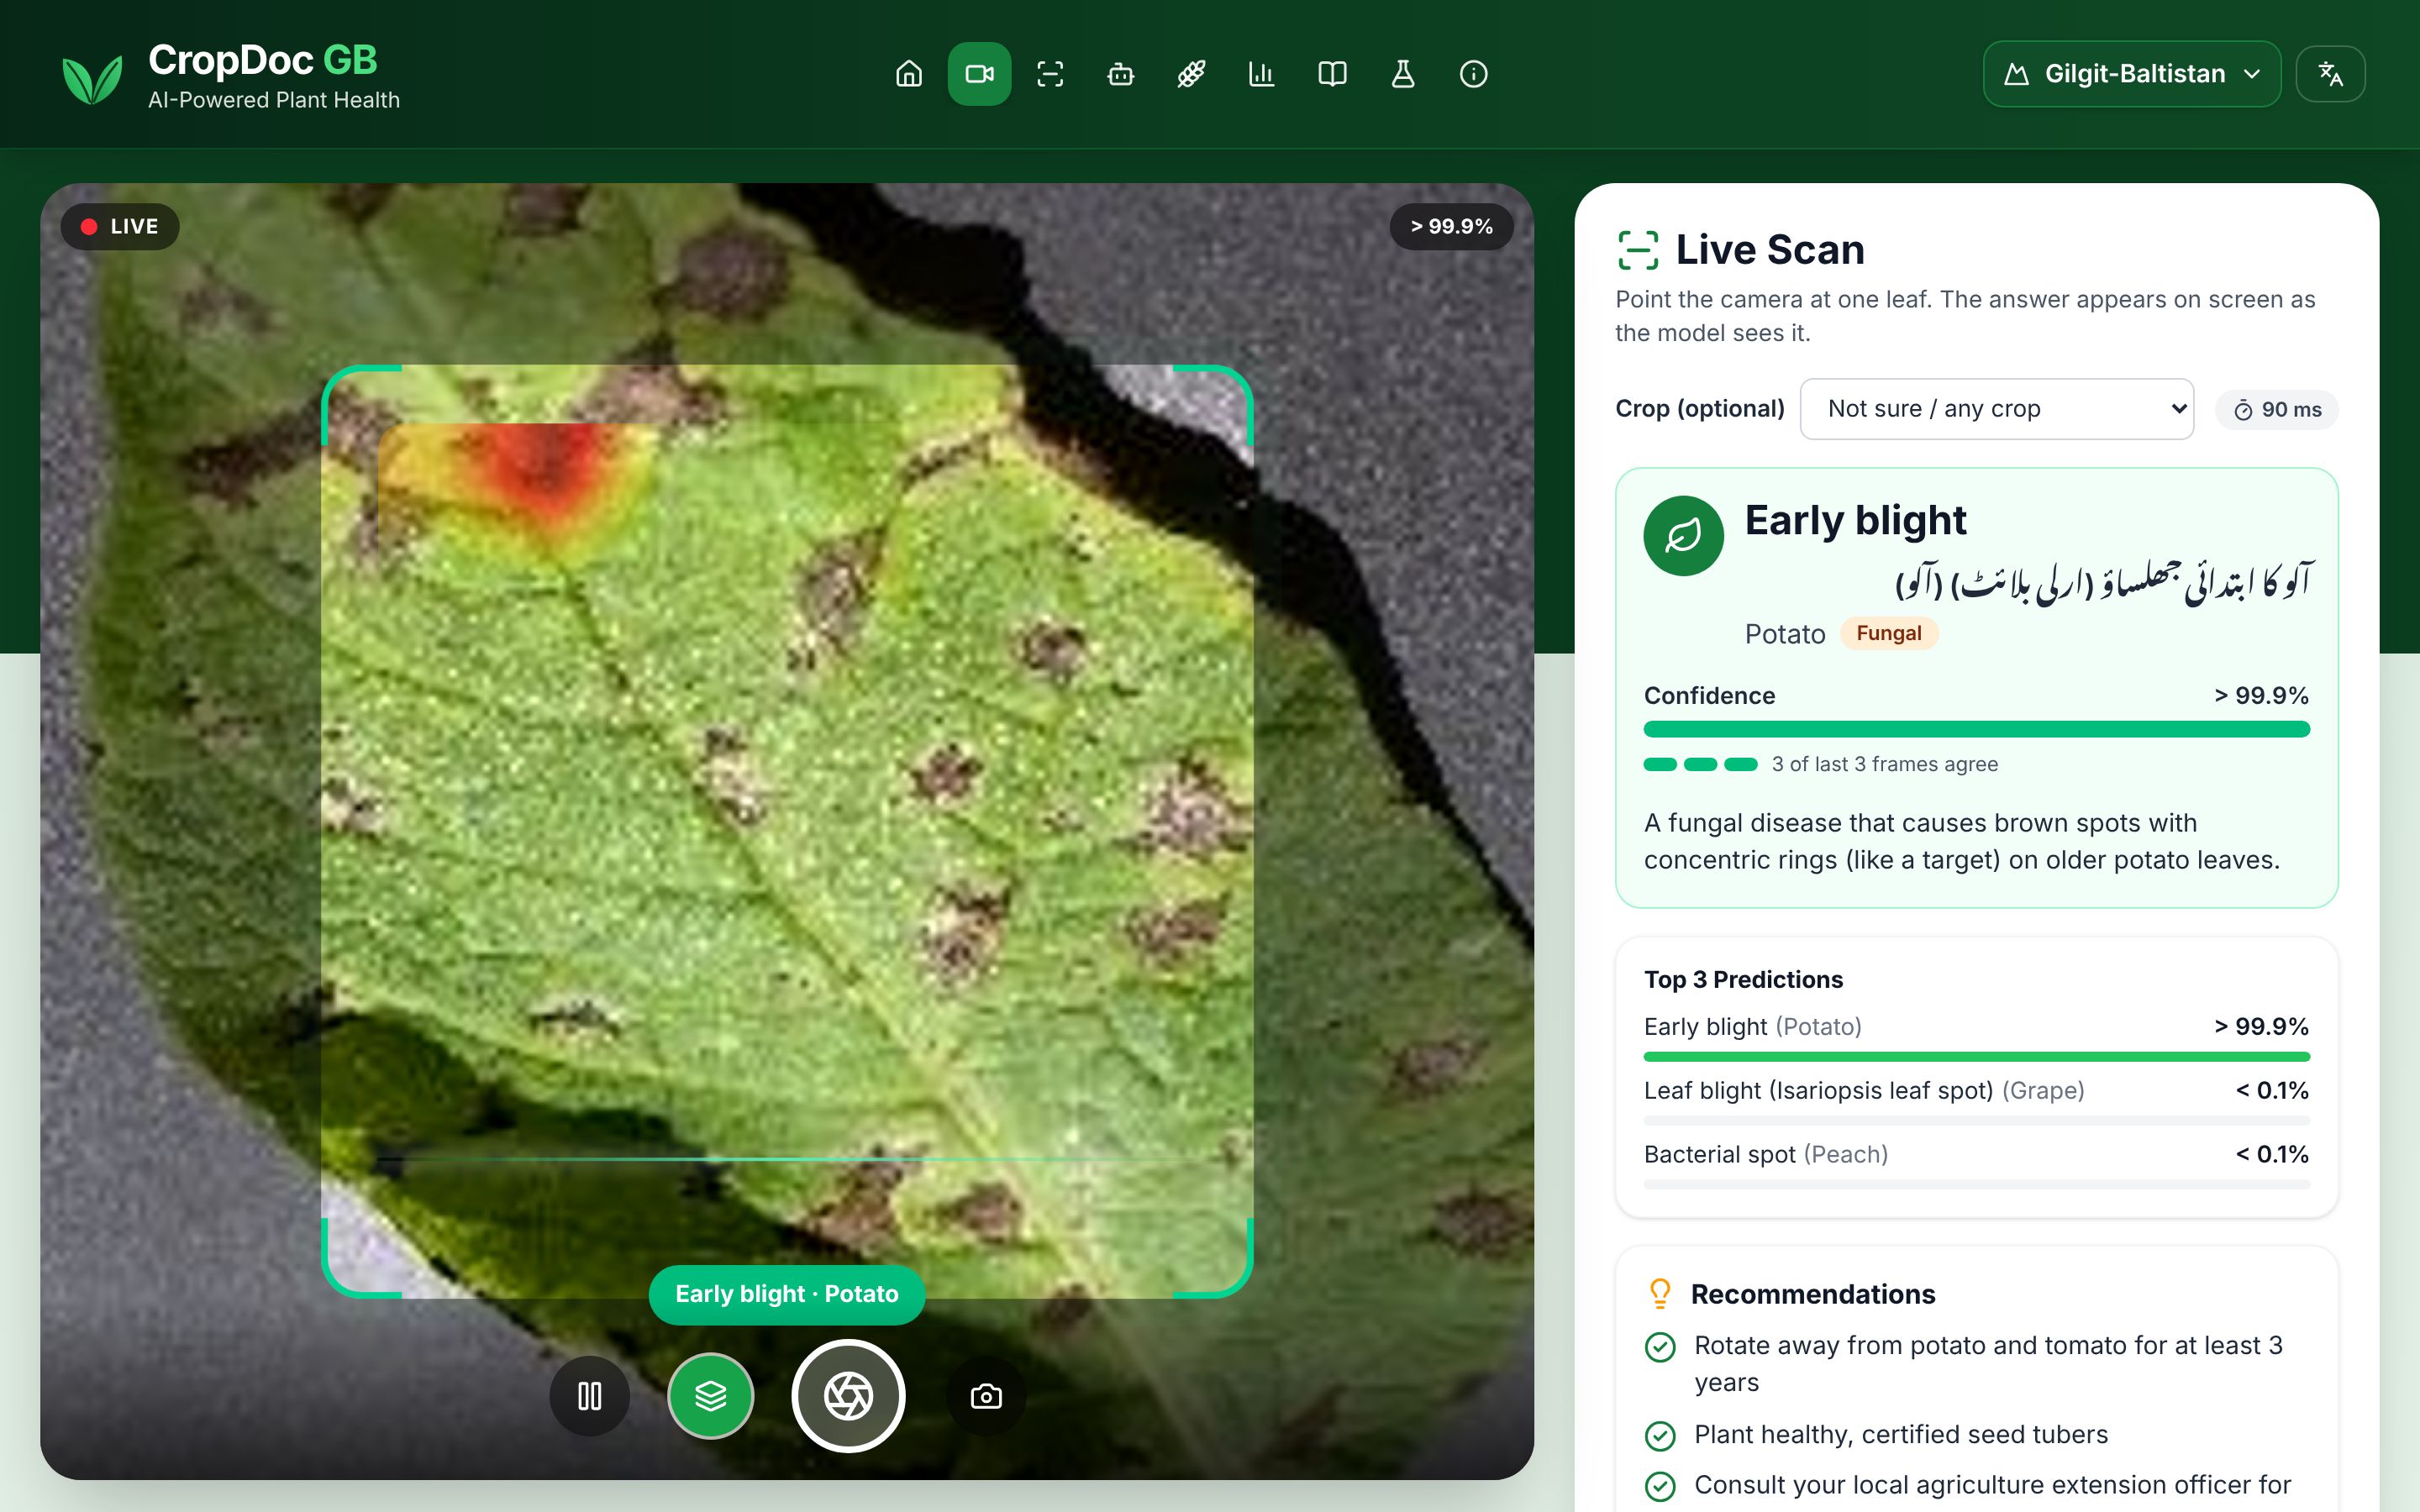 CropDoc GB
AI-Powered Plant Health
Gilgit-Baltistan
LIVE
> 99.9%
Early blight · Potato
Live Scan
Point the camera at one leaf. The answer appears on screen as
the model sees it.
Crop (optional)
Not sure / any crop
90 ms
Early blight
آلو کا ابتدائی جھلساؤ (ارلی بلائٹ) (آلو)
Potato
Fungal
Confidence
> 99.9%
3 of last 3 frames agree
A fungal disease that causes brown spots with
concentric rings (like a target) on older potato leaves.
Top 3 Predictions
Early blight (Potato)
> 99.9%
Leaf blight (Isariopsis leaf spot) (Grape)
< 0.1%
Bacterial spot (Peach)
< 0.1%
Recommendations
Rotate away from potato and tomato for at least 3
years
Plant healthy, certified seed tubers
Consult your local agriculture extension officer for